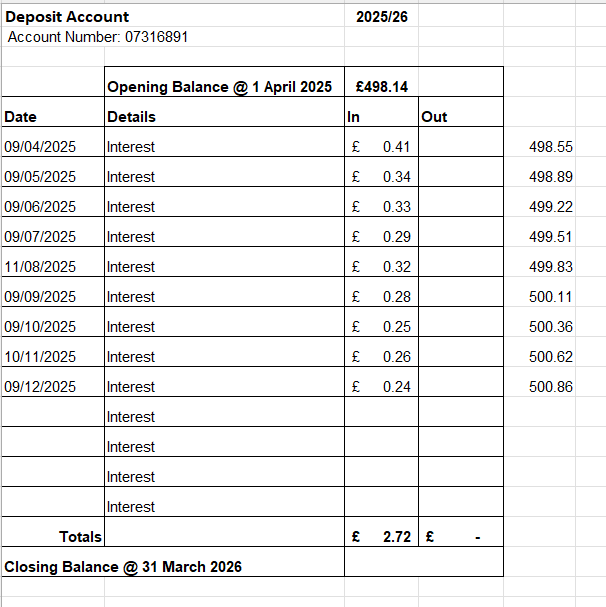 Deposit Account 2025/26
Account Number: 07316891
Opening Balance @ 1 April 2025 £498.14
Date Details In Out
09/04/2025 Interest £ 0.41 498.55
09/05/2025 Interest £ 0.34 498.89
09/06/2025 Interest £ 0.33 499.22
09/07/2025 Interest £ 0.29 499.51
11/08/2025 Interest £ 0.32 499.83
09/09/2025 Interest £ 0.28 500.11
09/10/2025 Interest £ 0.25 500.36
10/11/2025 Interest £ 0.26 500.62
09/12/2025 Interest £ 0.24 500.86
Interest
Interest
Interest
Interest
Totals £ 2.72 £ -
Closing Balance @ 31 March 2026